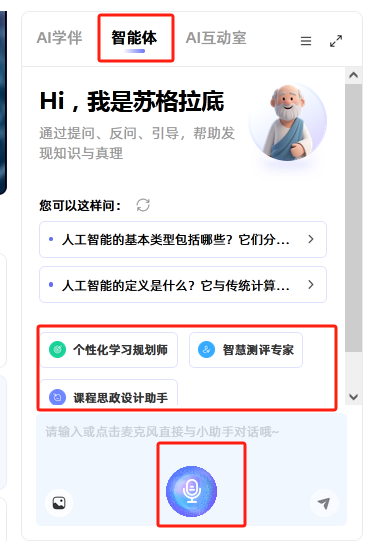 AI学伴 智能体 AI互动室
Hi，我是苏格拉底
通过提问、反问、引导，帮助发
现知识与真理
您可以这样问：
人工智能的基本类型包括哪些？它们分...
人工智能的定义是什么？它与传统计算...
个性化学习规划师 智慧测评专家
课程思政设计助手
请输入或点击麦克风直接与小助手对话哦~